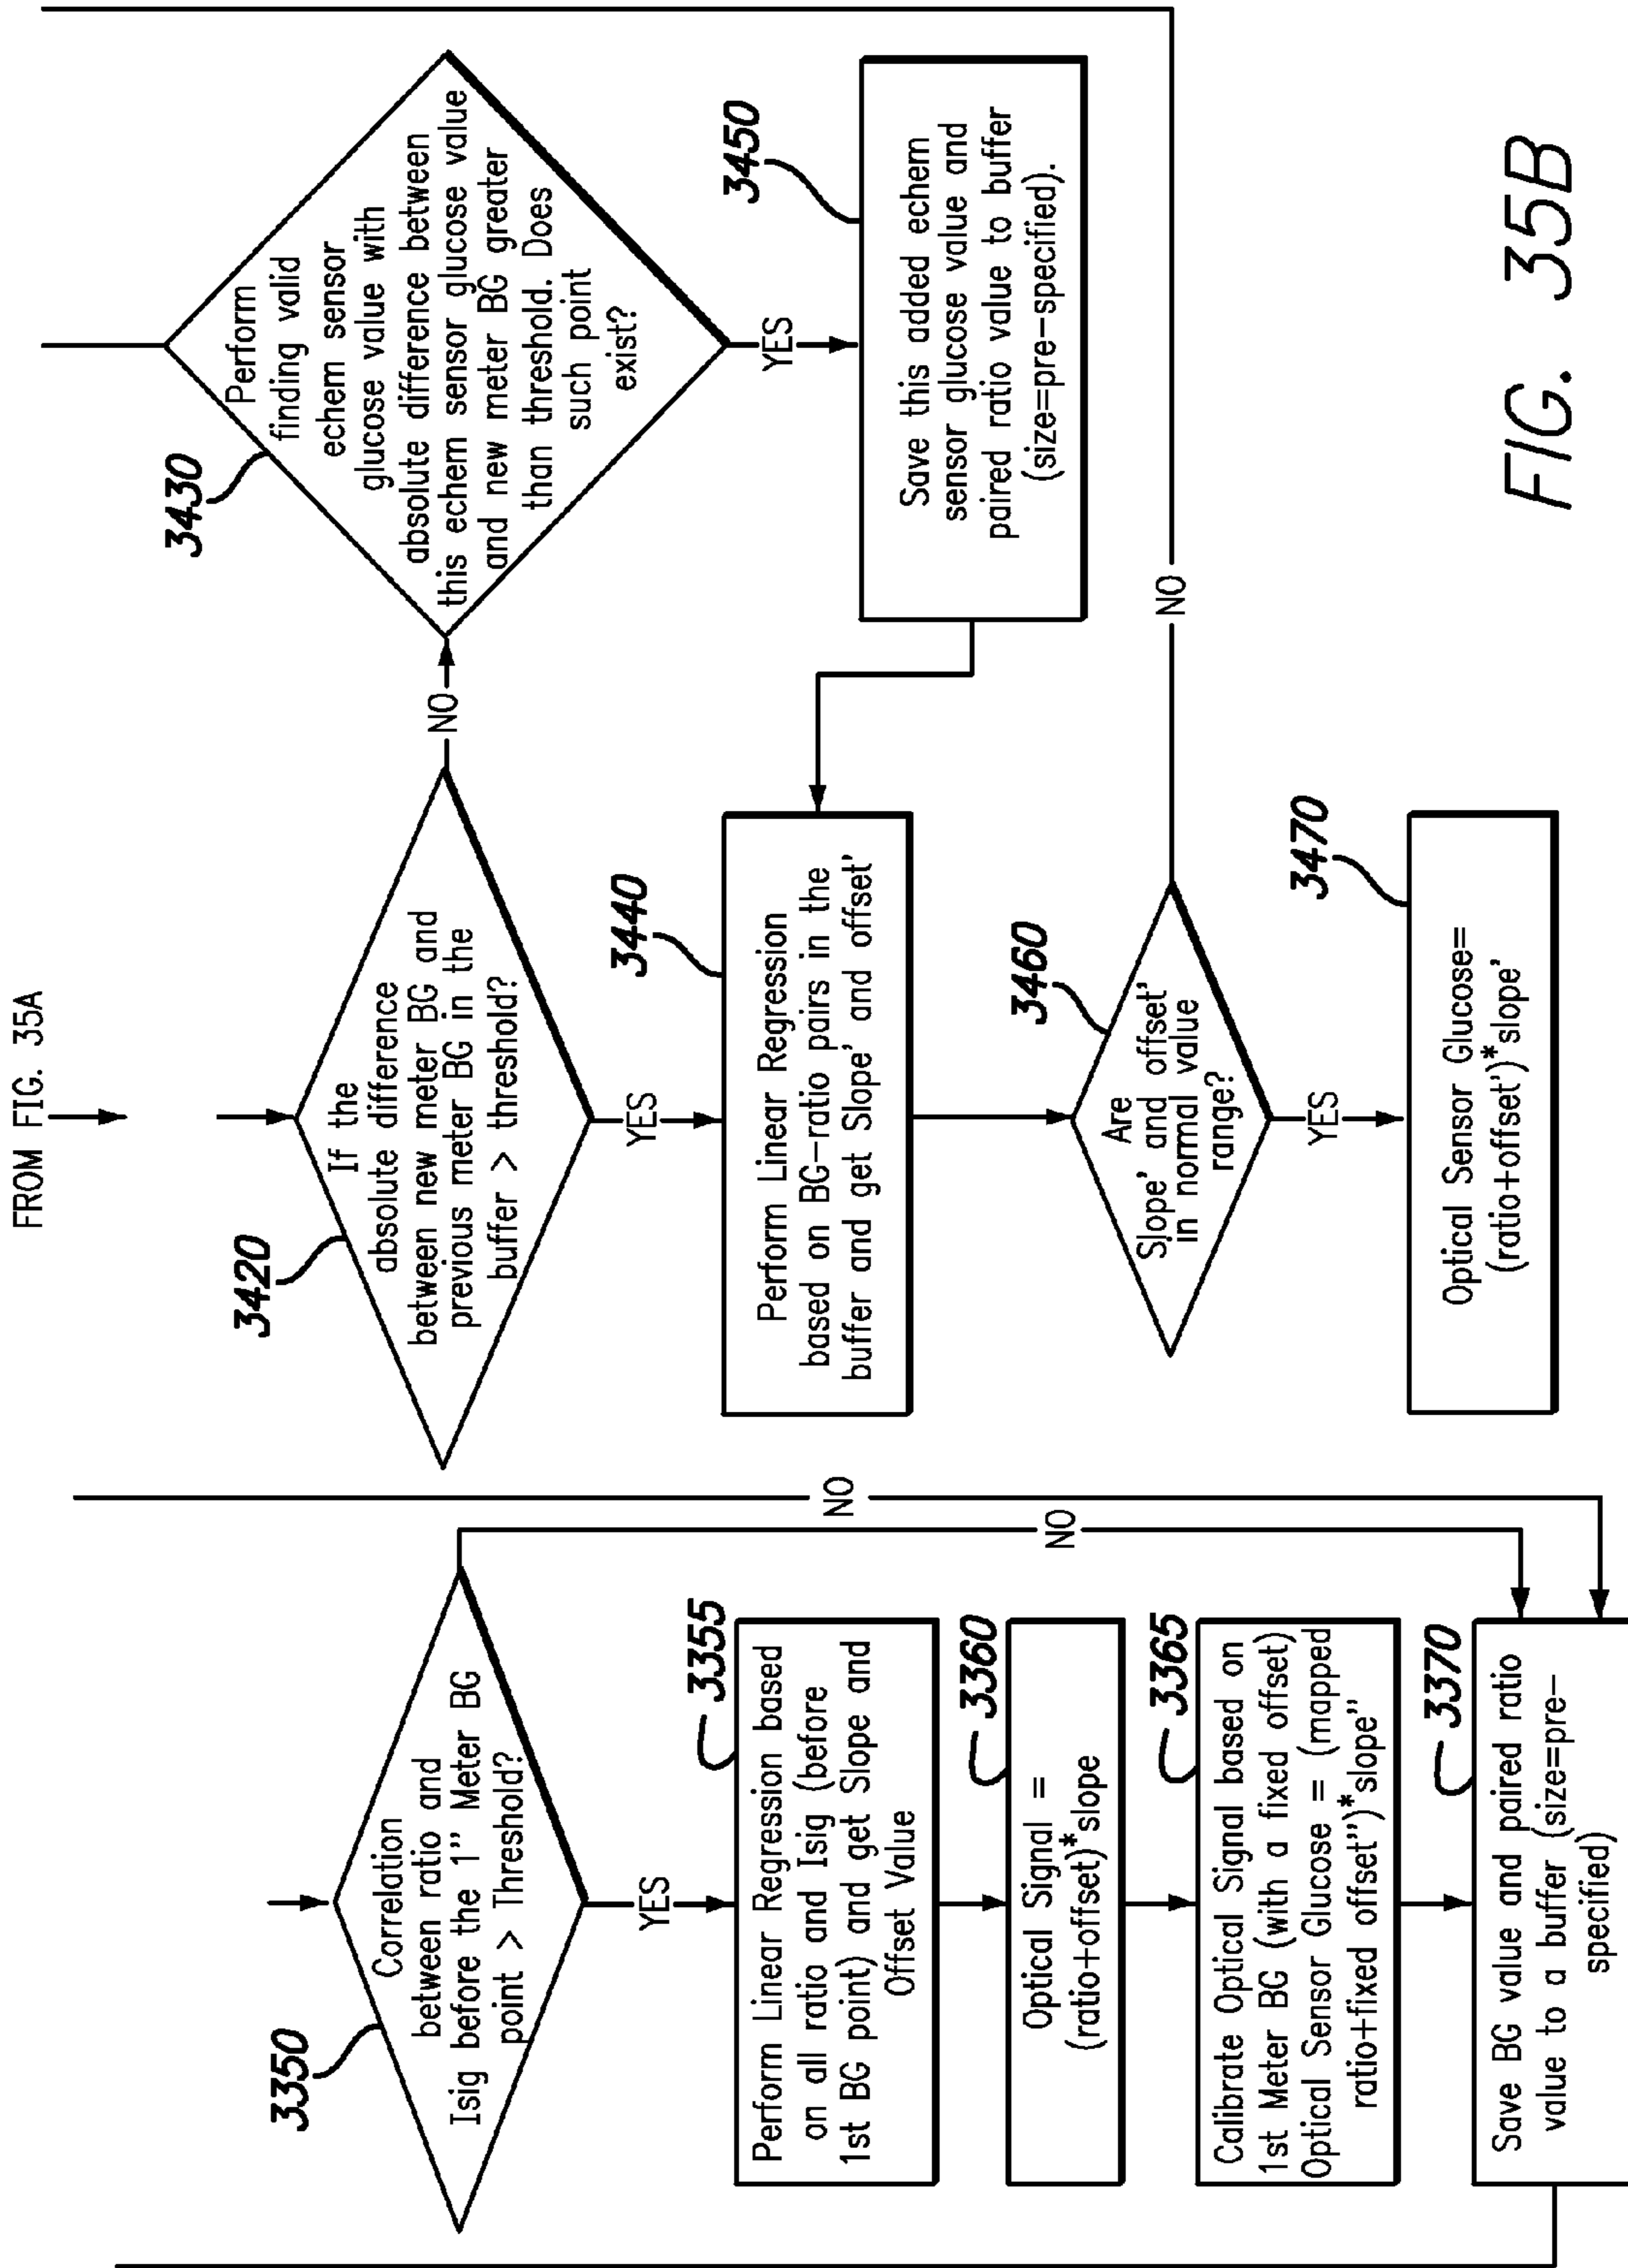 FROM FIG. 35A
3350
Correlation
between ratio and
Isig before the 1" Meter BG
point > Threshold?
NO
NO
YES
3355
Perform Linear Regression based
on all ratio and Isig (before
1st BG point) and get Slope and
Offset Value
3360
Optical Signal =
(ratio+offset)*slope
3365
Calibrate Optical Signal based on
1st Meter BG (with a fixed offset)
Optical Sensor Glucose = (mapped
ratio+fixed offset")*slope"
3370
Save BG value and paired ratio
value to a buffer (size=pre-
specified)
3420
If the
absolute difference
between new meter BG and
previous meter BG in the
buffer > threshold?
NO
YES
3430
Perform
finding valid
echem sensor
glucose value with
absolute difference between
this echem sensor glucose value
and new meter BG greater
than threshold. Does
such point
exist?
YES
3440
Perform Linear Regression
based on BG-ratio pairs in the
buffer and get Slope' and offset'
3450
Save this added echem
sensor glucose value and
paired ratio value to buffer
(size=pre-specified).
3460
Are
Slope' and offset'
in normal value
range?
NO
YES
3470
Optical Sensor Glucose=
(ratio+offset')*slope'
FIG. 35B